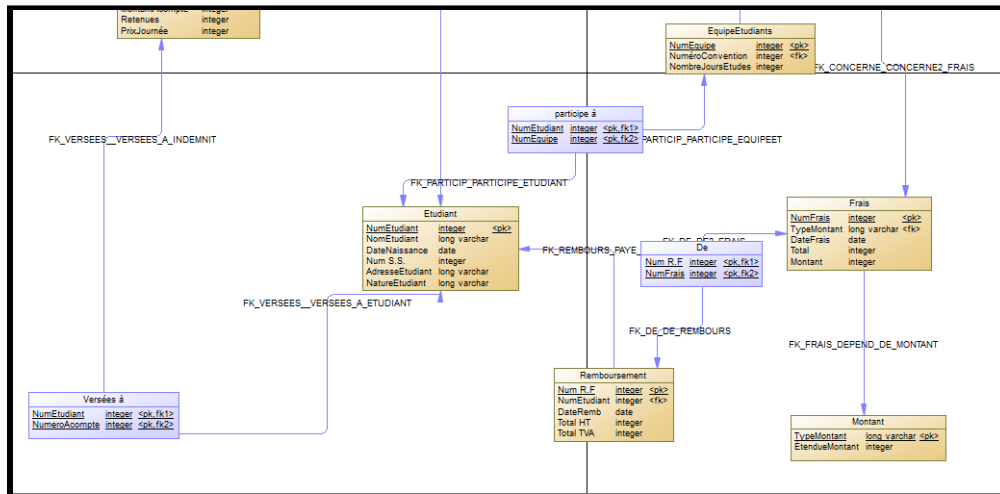 Retenues integer
PrixJournée integer
EquipeEtudiants
NumEquipe integer <pk>
NuméroConvention integer <fk>
NombreJoursEtudes integer
FK_CONCERNE_CONCERNE2_FRAIS
participe à
NumEtudiant integer <pk,fk1>
NumEquipe integer <pk,fk2>
PARTICIP_PARTICIPE_EQUIPEET
FK_VERSEES__VERSEES_A_INDEMNIT
FK_PARTICIP_PARTICIPE_ETUDIANT
Etudiant
NumEtudiant integer <pk>
NomEtudiant long varchar
DateNaissance date
Num S.S. integer
AdresseEtudiant long varchar
NatureEtudiant long varchar
Frais
NumFrais integer <pk>
TypeMontant long varchar <fk>
DateFrais date
Total integer
Montant integer
FK_REMBOURS_PAYE_
FK_DE_DE2_FRAIS
De
Num R.F integer <pk,fk1>
NumFrais integer <pk,fk2>
FK_VERSEES__VERSEES_A_ETUDIANT
FK_DE_DE_REMBOURS
FK_FRAIS_DEPEND_DE_MONTANT
Remboursement
Num R.F integer <pk>
NumEtudiant integer <fk>
DateRemb date
Total HT integer
Total TVA integer
Versées à
NumEtudiant integer <pk,fk1>
NumeroAcompte integer <pk,fk2>
Montant
TypeMontant long varchar <pk>
EtendueMontant integer